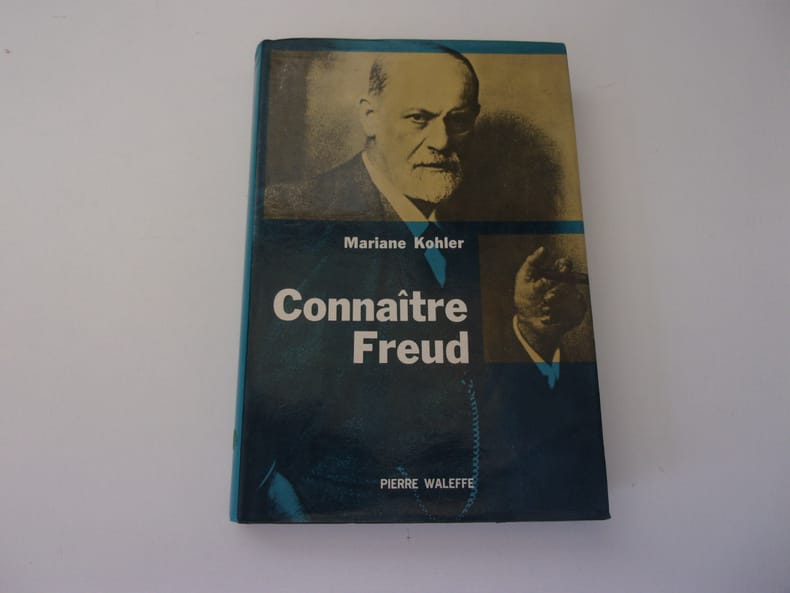 Mariane Kohler
Connaître
Freud
PIERRE WALEFFE